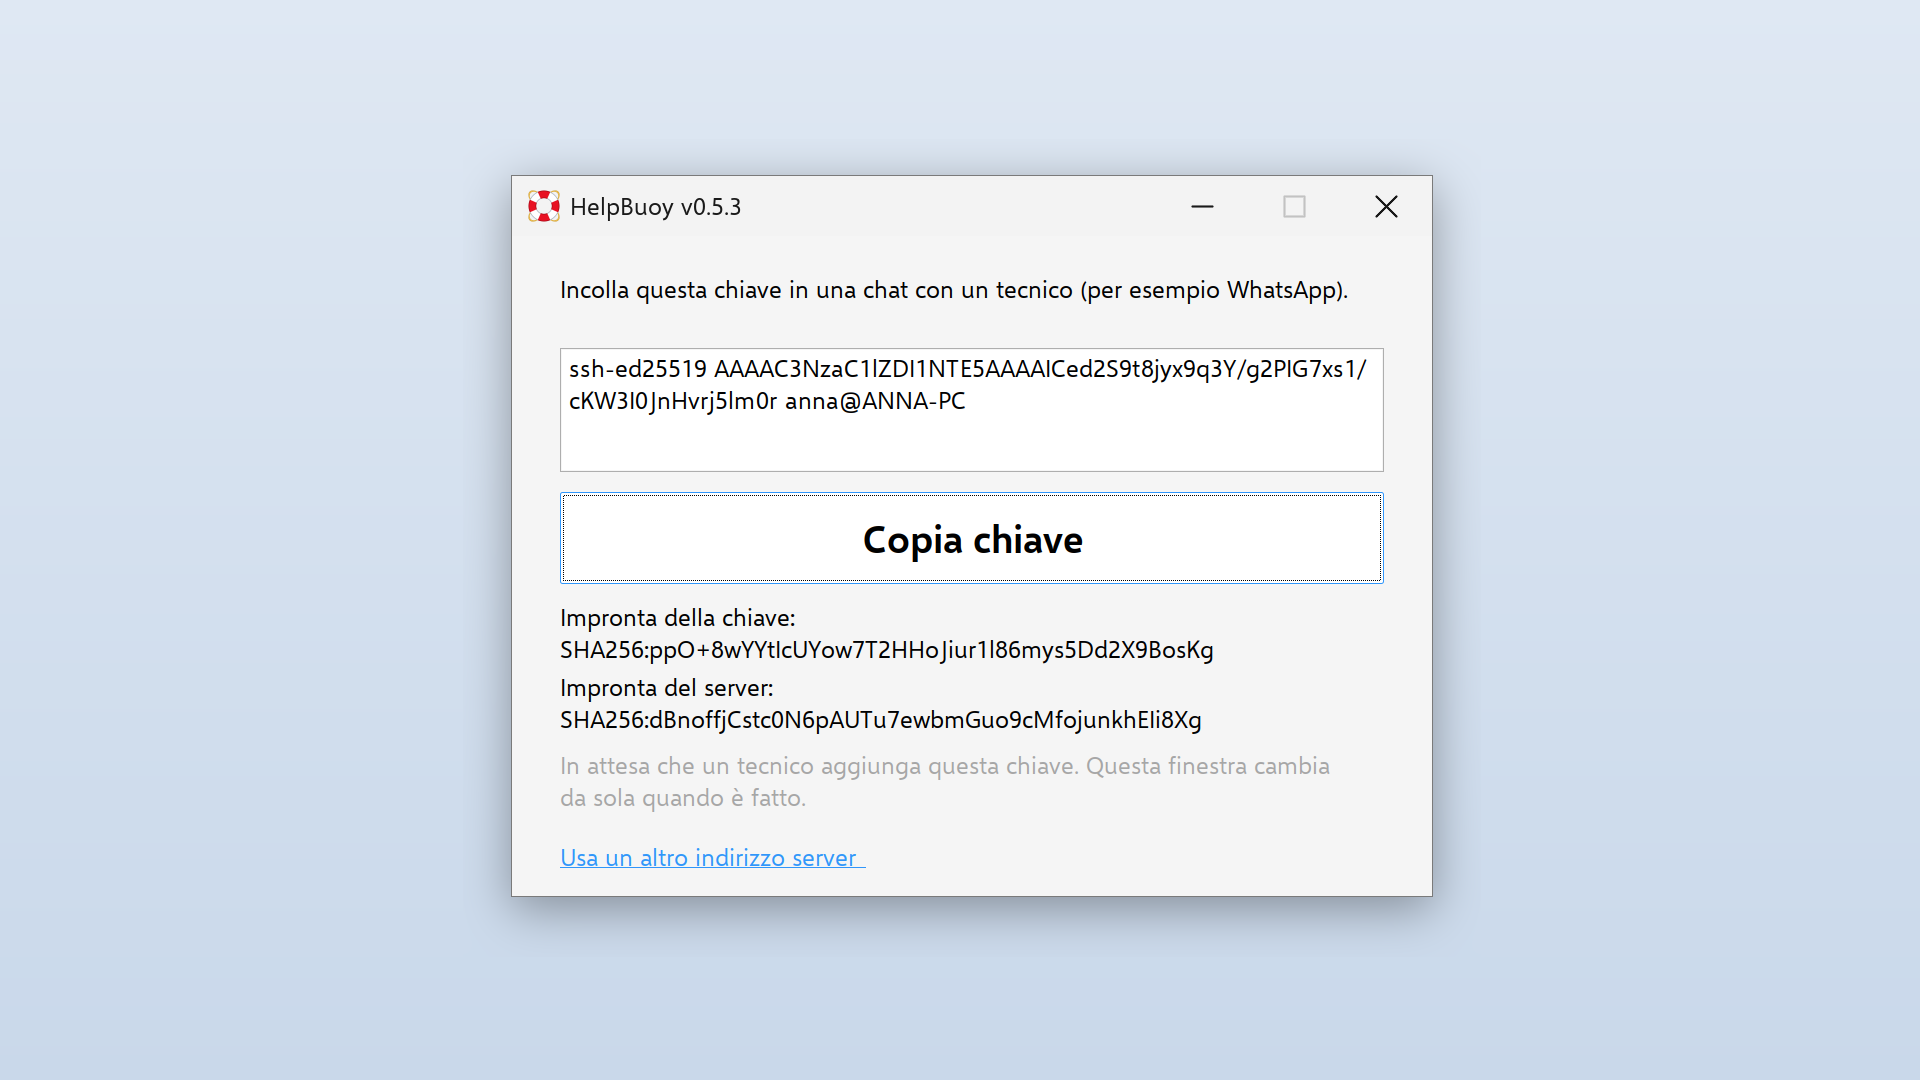 HelpBuoy v0.5.3
Incolla questa chiave in una chat con un tecnico (per esempio WhatsApp).
ssh-ed25519 AAAAC3NzaC1lZDI1NTE5AAAAICed2S9t8jyx9q3Y/g2PIG7xs1/
cKW3I0JnHvrj5lm0r anna@ANNA-PC
Copia chiave
Impronta della chiave:
SHA256:ppO+8wYYtIcUYow7T2HHoJiur1l86mys5Dd2X9BosKg
Impronta del server:
SHA256:dBnoffjCstc0N6pAUTu7ewbmGuo9cMfojunkhEIi8Xg
In attesa che un tecnico aggiunga questa chiave. Questa finestra cambia
da sola quando è fatto.
Usa un altro indirizzo server